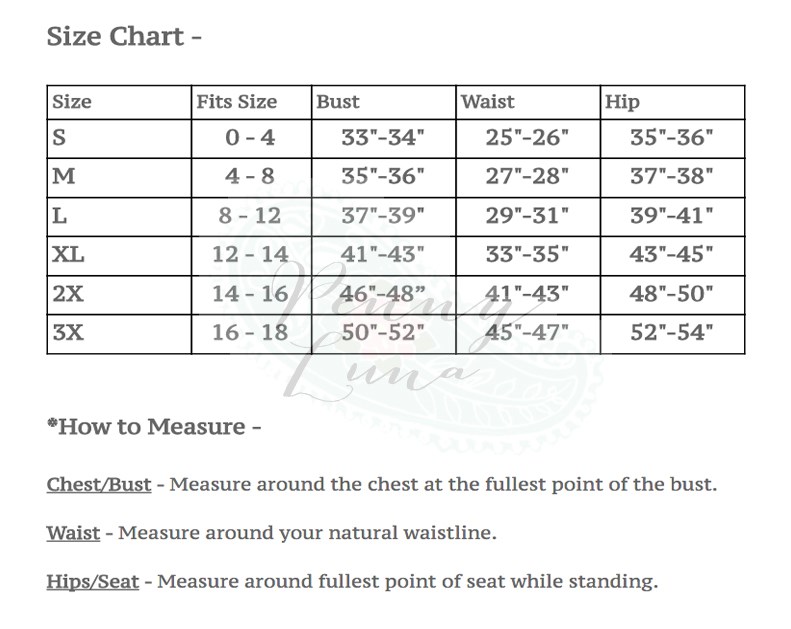 Size Chart -
Size Fits Size Bust Waist Hip
S 0 - 4 33"-34" 25"-26" 35"-36"
M 4 - 8 35"-36" 27"-28" 37"-38"
L 8 - 12 37"-39" 29"-31" 39"-41"
XL 12 - 14 41"-43" 33"-35" 43"-45"
2X 14 - 16 46"-48” 41"-43" 48"-50"
3X 16 - 18 50"-52" 45"-47" 52"-54"
Penny
Luna
*How to Measure -
Chest/Bust - Measure around the chest at the fullest point of the bust.
Waist - Measure around your natural waistline.
Hips/Seat - Measure around fullest point of seat while standing.